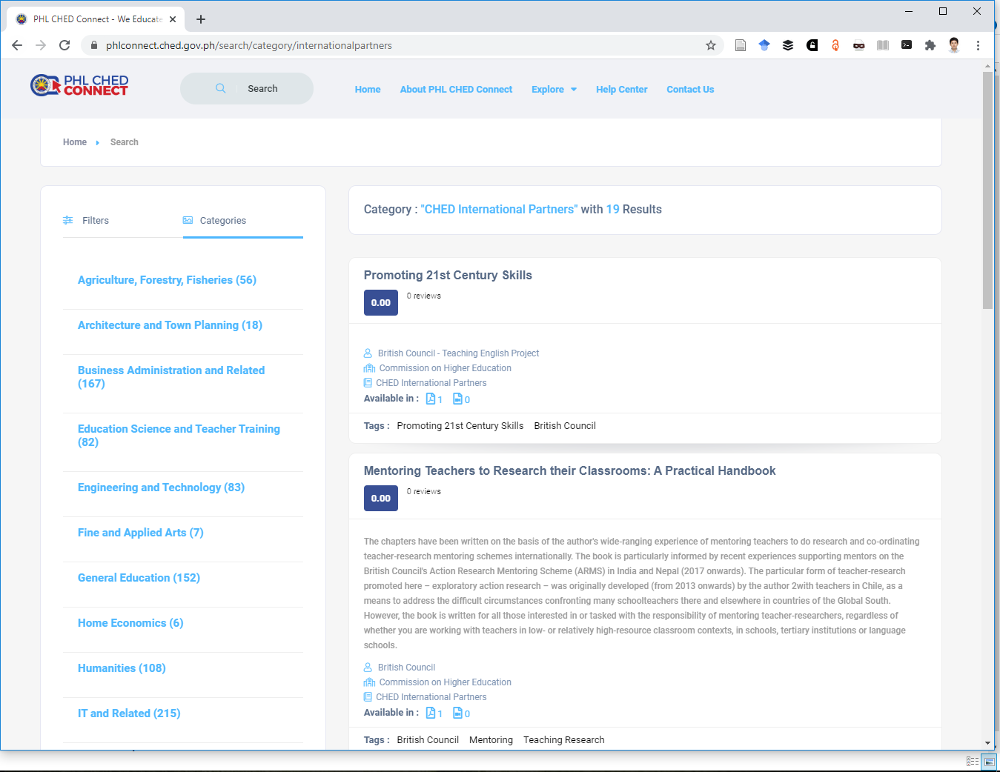 PHL CHED Connect - We Educate
phlconnect.ched.gov.ph/search/category/internationalpartners
PHL CHED
CONNECT
Search
Home
About PHL CHED Connect
Explore
Help Center
Contact Us
Home
Search
Filters
Categories
Agriculture, Forestry, Fisheries (56)
Architecture and Town Planning (18)
Business Administration and Related
(167)
Education Science and Teacher Training
(82)
Engineering and Technology (83)
Fine and Applied Arts (7)
General Education (152)
Home Economics (6)
Humanities (108)
IT and Related (215)
Category : "CHED International Partners" with 19 Results
Promoting 21st Century Skills
0.00
0 reviews
British Council - Teaching English Project
Commission on Higher Education
CHED International Partners
Available in : 1 0
Tags : Promoting 21st Century Skills British Council
Mentoring Teachers to Research their Classrooms: A Practical Handbook
0.00
0 reviews
The chapters have been written on the basis of the author's wide-ranging experience of mentoring teachers to do research and co-ordinating
teacher-research mentoring schemes internationally. The book is particularly informed by recent experiences supporting mentors on the
British Council's Action Research Mentoring Scheme (ARMS) in India and Nepal (2017 onwards). The particular form of teacher-research
promoted here – exploratory action research – was originally developed (from 2013 onwards) by the author 2with teachers in Chile, as a
means to address the difficult circumstances confronting many schoolteachers there and elsewhere in countries of the Global South.
However, the book is written for all those interested in or tasked with the responsibility of mentoring teacher-researchers, regardless of
whether you are working with teachers in low- or relatively high-resource classroom contexts, in schools, tertiary institutions or language
schools.
British Council
Commission on Higher Education
CHED International Partners
Available in : 1 0
Tags : British Council Mentoring Teaching Research